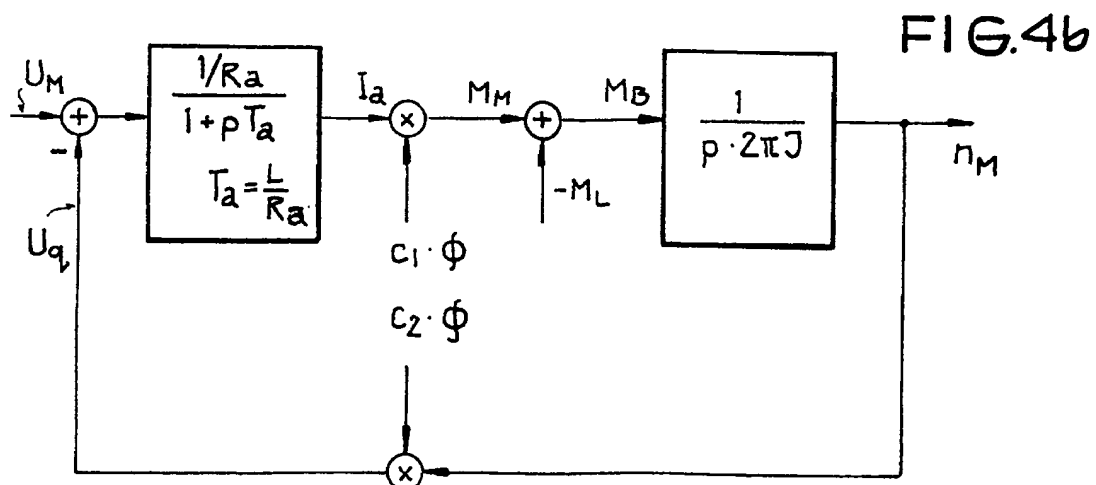 FIG.4b
U_M
+
-
U_q
1/Ra
1+pTa
Ta=L/Ra
Ia
×
M_M
+
-M_L
M_B
1
p·2πJ
n_M
c₁·ϕ
c₂·ϕ
×